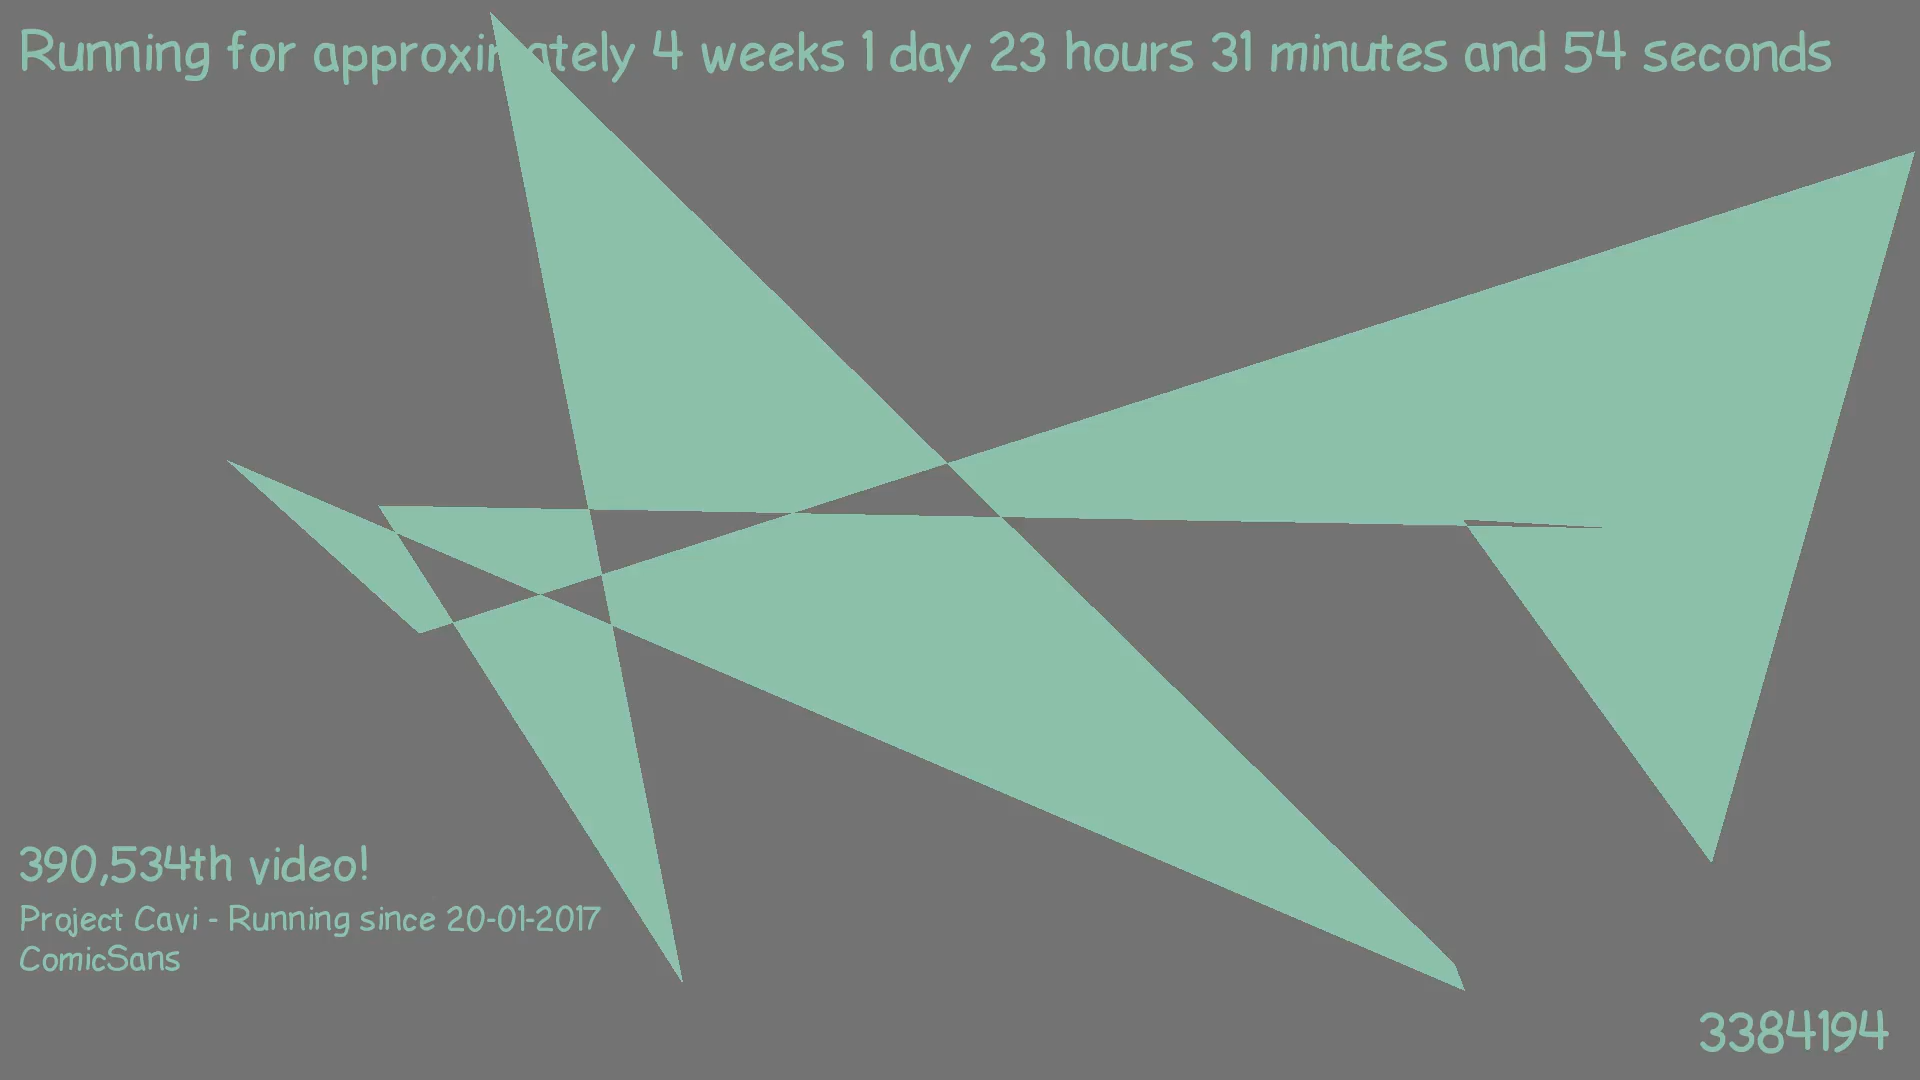 Running for approximately 4 weeks 1 day 23 hours 31 minutes and 54 seconds
390,534th video!
Project Cavi - Running since 20-01-2017
ComicSans
3384194